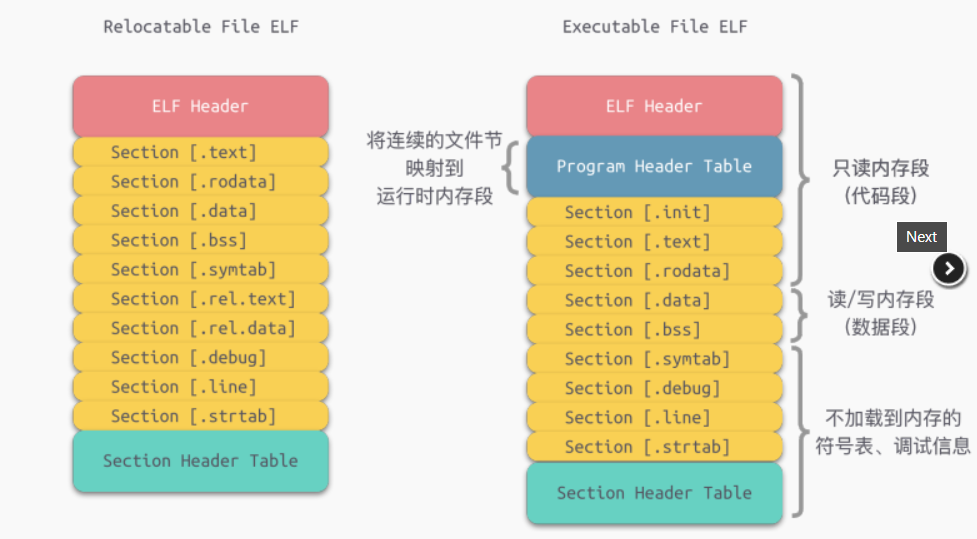 Relocatable File ELF
ELF Header
Section [.text]
Section [.rodata]
Section [.data]
Section [.bss]
Section [.symtab]
Section [.rel.text]
Section [.rel.data]
Section [.debug]
Section [.line]
Section [.strtab]
Section Header Table
将连续的文件节
映射到
运行时内存段
Executable File ELF
ELF Header
Program Header Table
Section [.init]
Section [.text]
Section [.rodata]
Section [.data]
Section [.bss]
Section [.symtab]
Section [.debug]
Section [.line]
Section [.strtab]
Section Header Table
只读内存段
(代码段)
Next
读/写内存段
(数据段)
不加载到内存的
符号表、调试信息